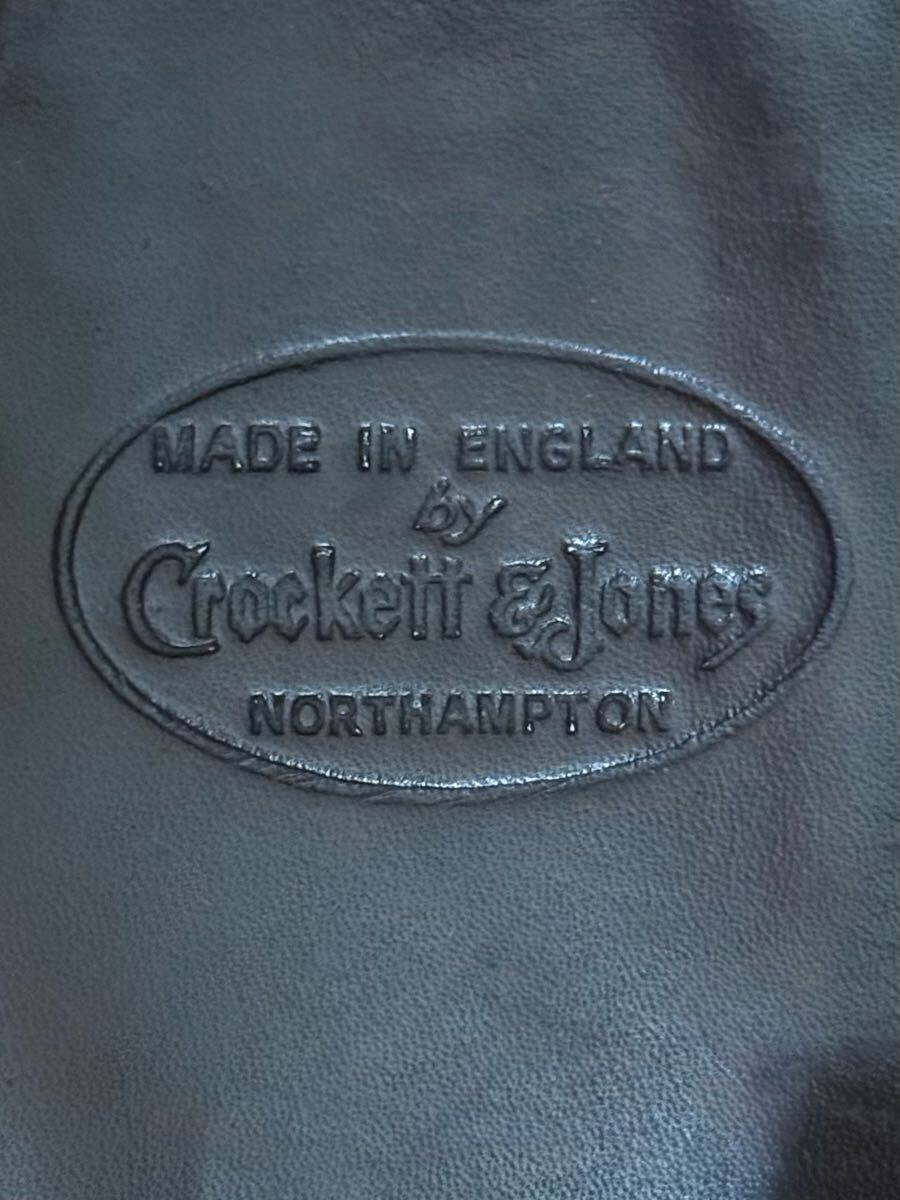 MADE IN ENGLAND
by
Crockett & Jones
NORTHAMPTON